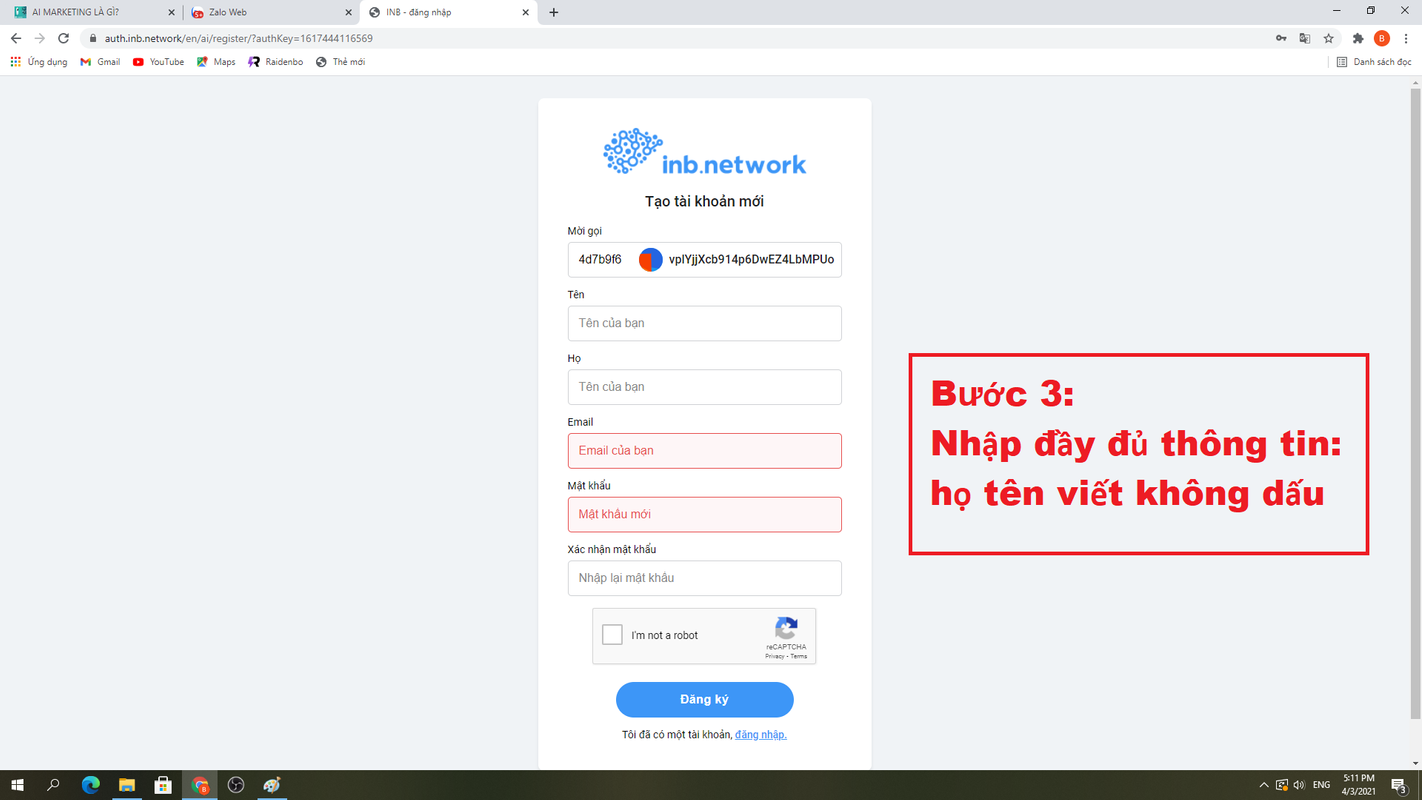 AI MARKETING LÀ GÌ?
Zalo Web
INB - đăng nhập
auth.inb.network/en/ai/register/?authKey=1617444116569
B
Ứng dụng
Gmail
YouTube
Maps
Raidenbo
Thẻ mới
Danh sách đọc
inb.network
Tạo tài khoản mới
Mời gọi
4d7b9f6 vpIYjjXcb914p6DwEZ4LbMPUo
Tên
Tên của bạn
Họ
Tên của bạn
Email
Email của bạn
Mật khẩu
Mật khẩu mới
Xác nhận mật khẩu
Nhập lại mật khẩu
I'm not a robot
reCAPTCHA
Privacy - Terms
Đăng ký
Tôi đã có một tài khoản, đăng nhập.
Bước 3:
Nhập đầy đủ thông tin:
họ tên viết không dấu
ENG
5:11 PM
4/3/2021
3